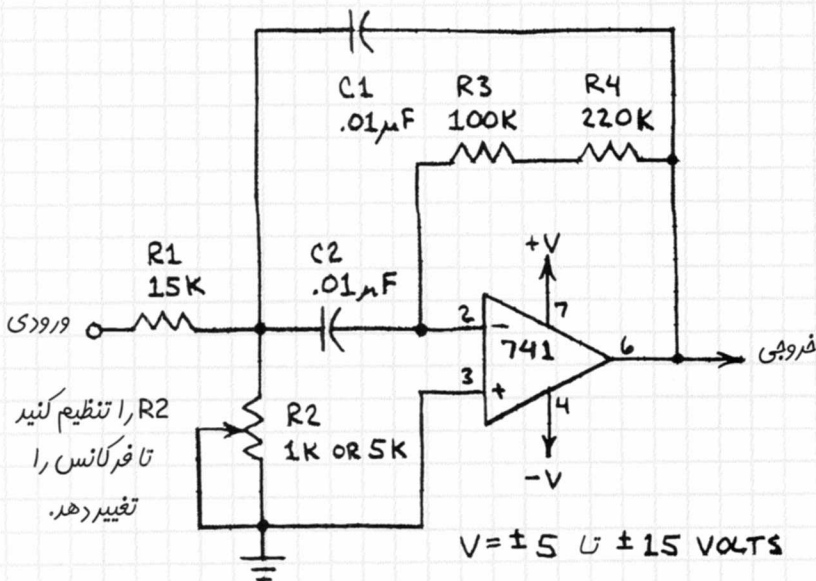 C1
.01µF
R3
100K
R4
220K
R1
15K
C2
.01µF
+V
7
2
-
741
6
3
+
4
-V
ورودی
خروجی
R2 را تنظیم کنید
تا فرکانس را
تغییر دهد.
R2
1K OR 5K
V = ±5 تا ±15 VOLTS